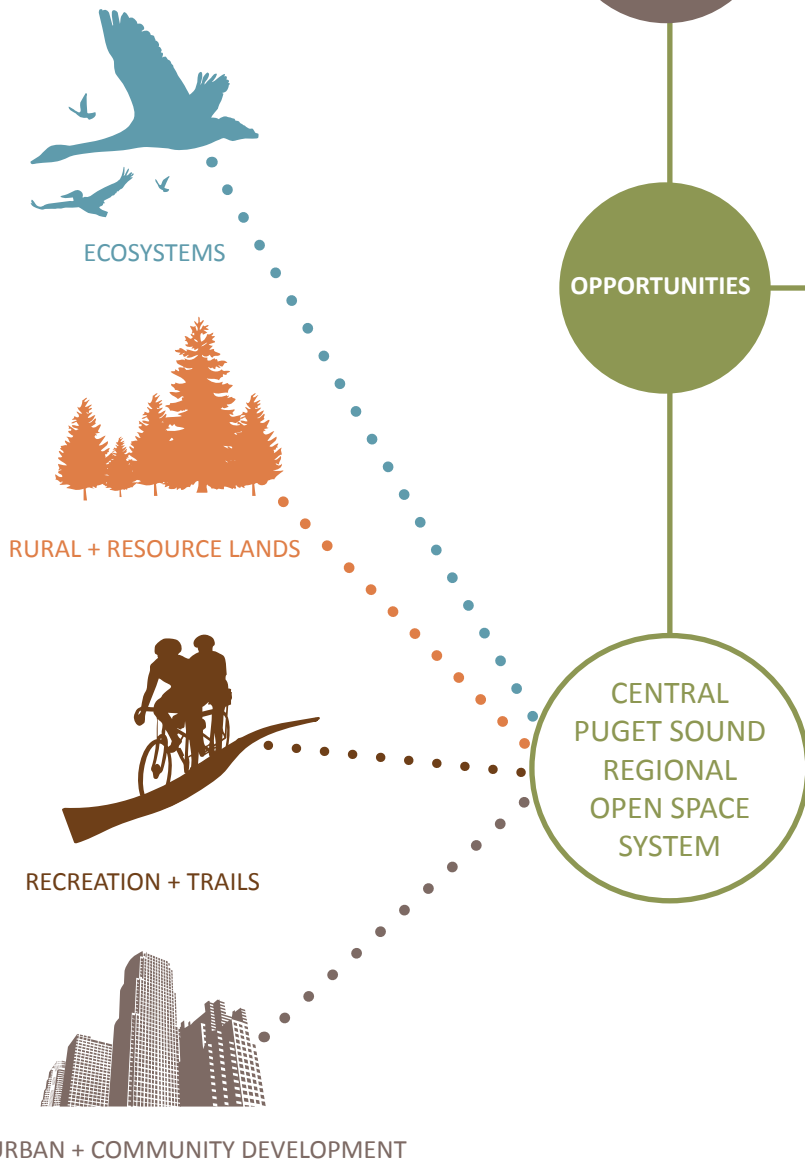 ECOSYSTEMS
OPPORTUNITIES
RURAL + RESOURCE LANDS
CENTRAL
PUGET SOUND
REGIONAL
OPEN SPACE
SYSTEM
RECREATION + TRAILS
URBAN + COMMUNITY DEVELOPMENT